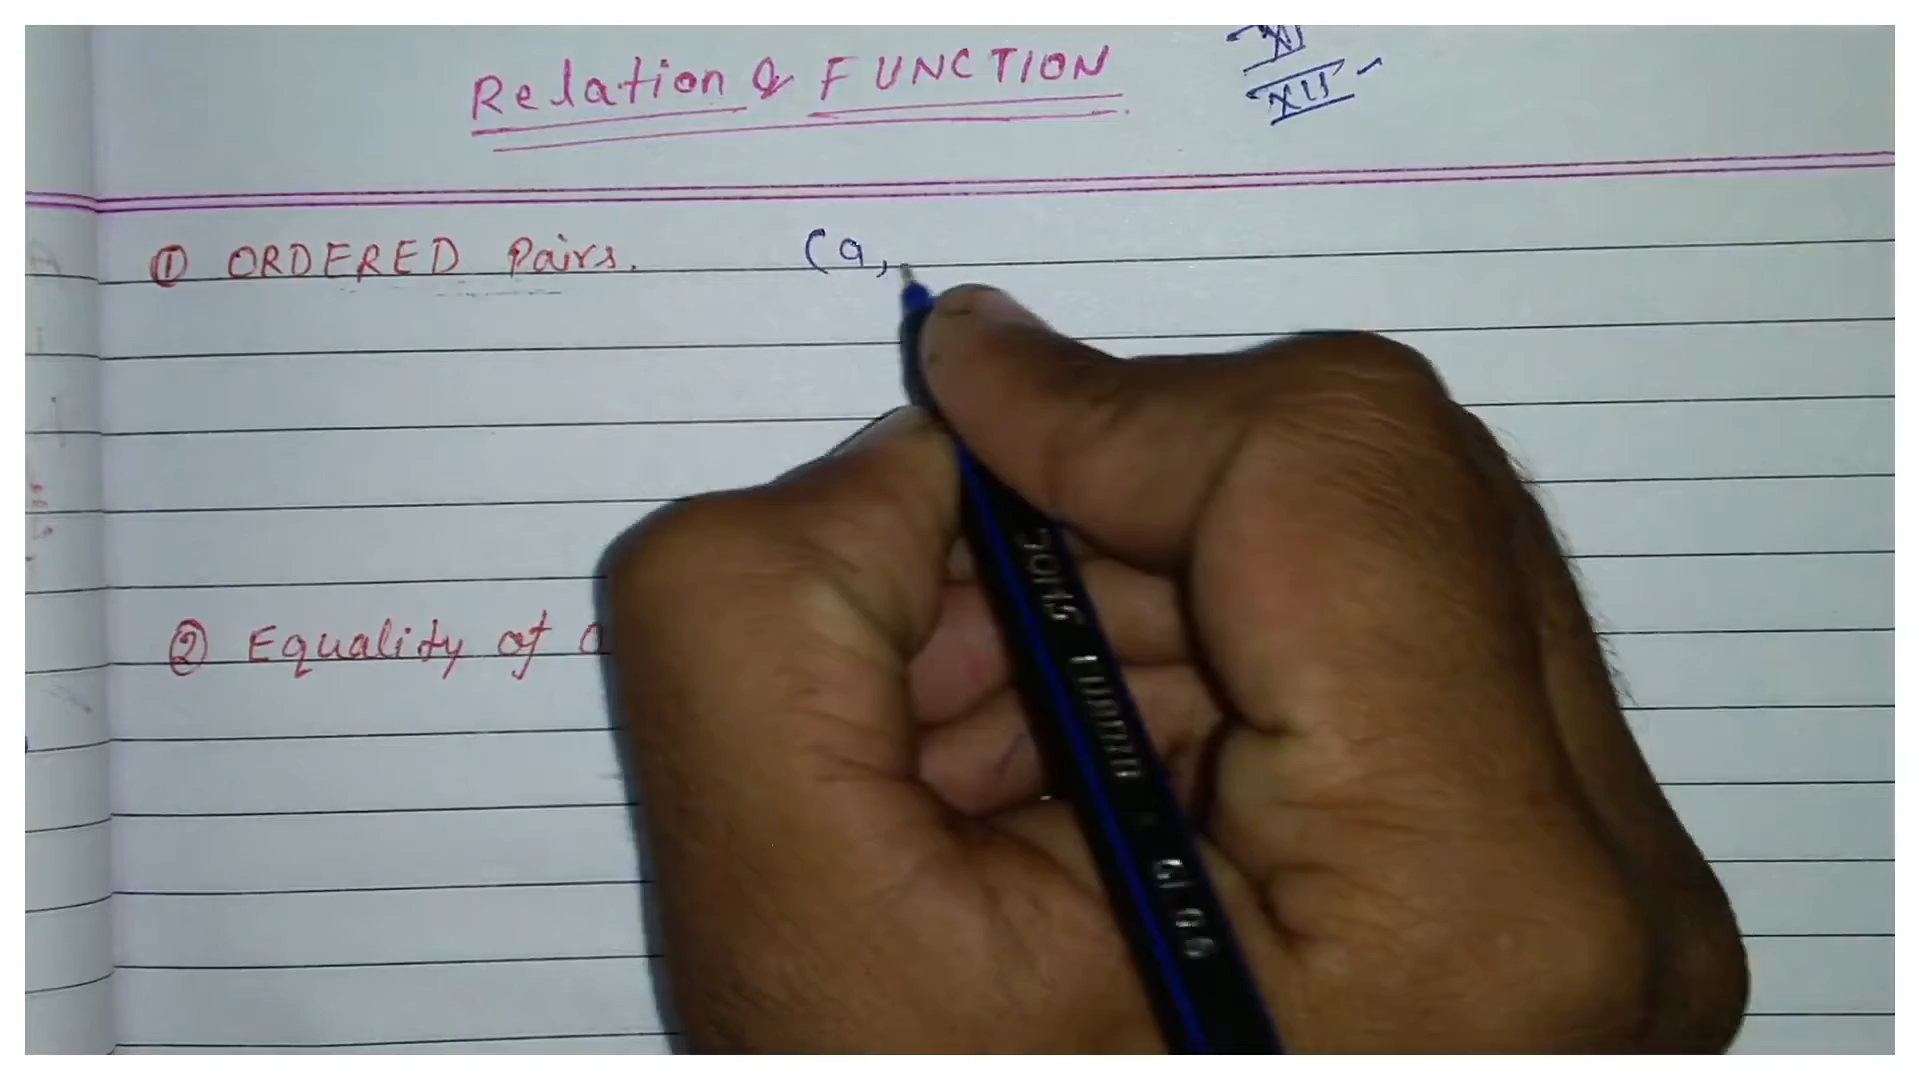 Relation & FUNCTION
XI
XII
① ORDERED Pairs. (a,
② Equality of O